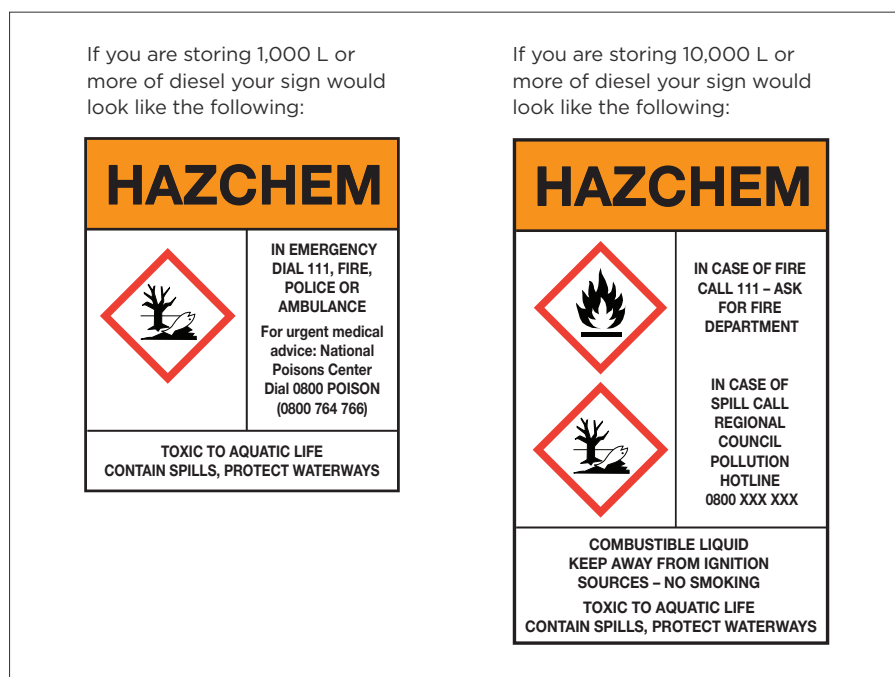 If you are storing 1,000 L or
more of diesel your sign would
look like the following:
HAZCHEM
IN EMERGENCY
DIAL 111, FIRE,
POLICE OR
AMBULANCE
For urgent medical
advice: National
Poisons Center
Dial 0800 POISON
(0800 764 766)
TOXIC TO AQUATIC LIFE
CONTAIN SPILLS, PROTECT WATERWAYS
If you are storing 10,000 L or
more of diesel your sign would
look like the following:
HAZCHEM
IN CASE OF FIRE
CALL 111 – ASK
FOR FIRE
DEPARTMENT
IN CASE OF
SPILL CALL
REGIONAL
COUNCIL
POLLUTION
HOTLINE
0800 XXX XXX
COMBUSTIBLE LIQUID
KEEP AWAY FROM IGNITION
SOURCES – NO SMOKING
TOXIC TO AQUATIC LIFE
CONTAIN SPILLS, PROTECT WATERWAYS